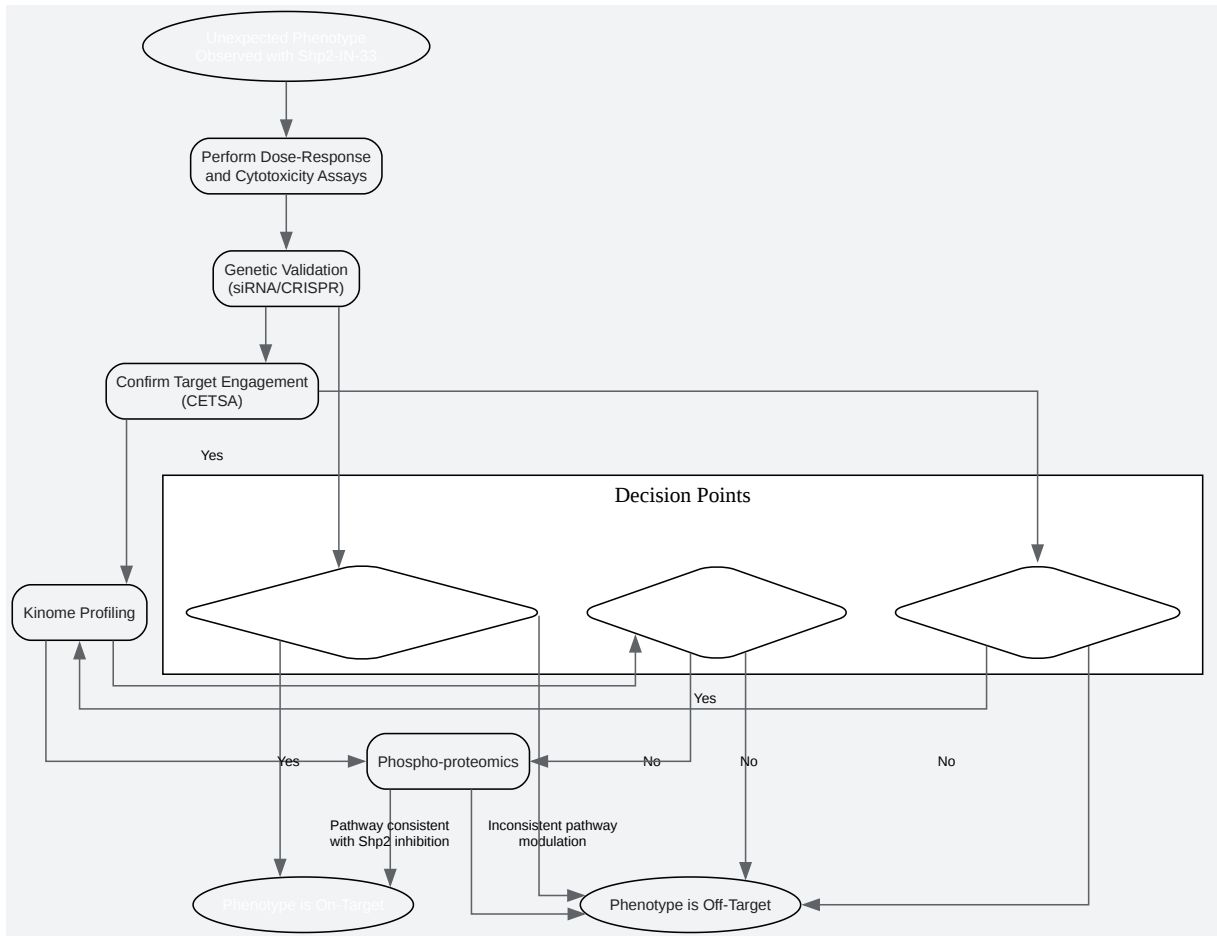 Unexpected Phenotype
Observed with Shp2-IN-33
Perform Dose-Response
and Cytotoxicity Assays
Genetic Validation
(siRNA/CRISPR)
Confirm Target Engagement
(CETSA)
Yes
Decision Points
Kinome Profiling
Yes
Yes
Phospho-proteomics
No
No
No
Pathway consistent
with Shp2 inhibition
Inconsistent pathway
modulation
Phenotype is On-Target
Phenotype is Off-Target